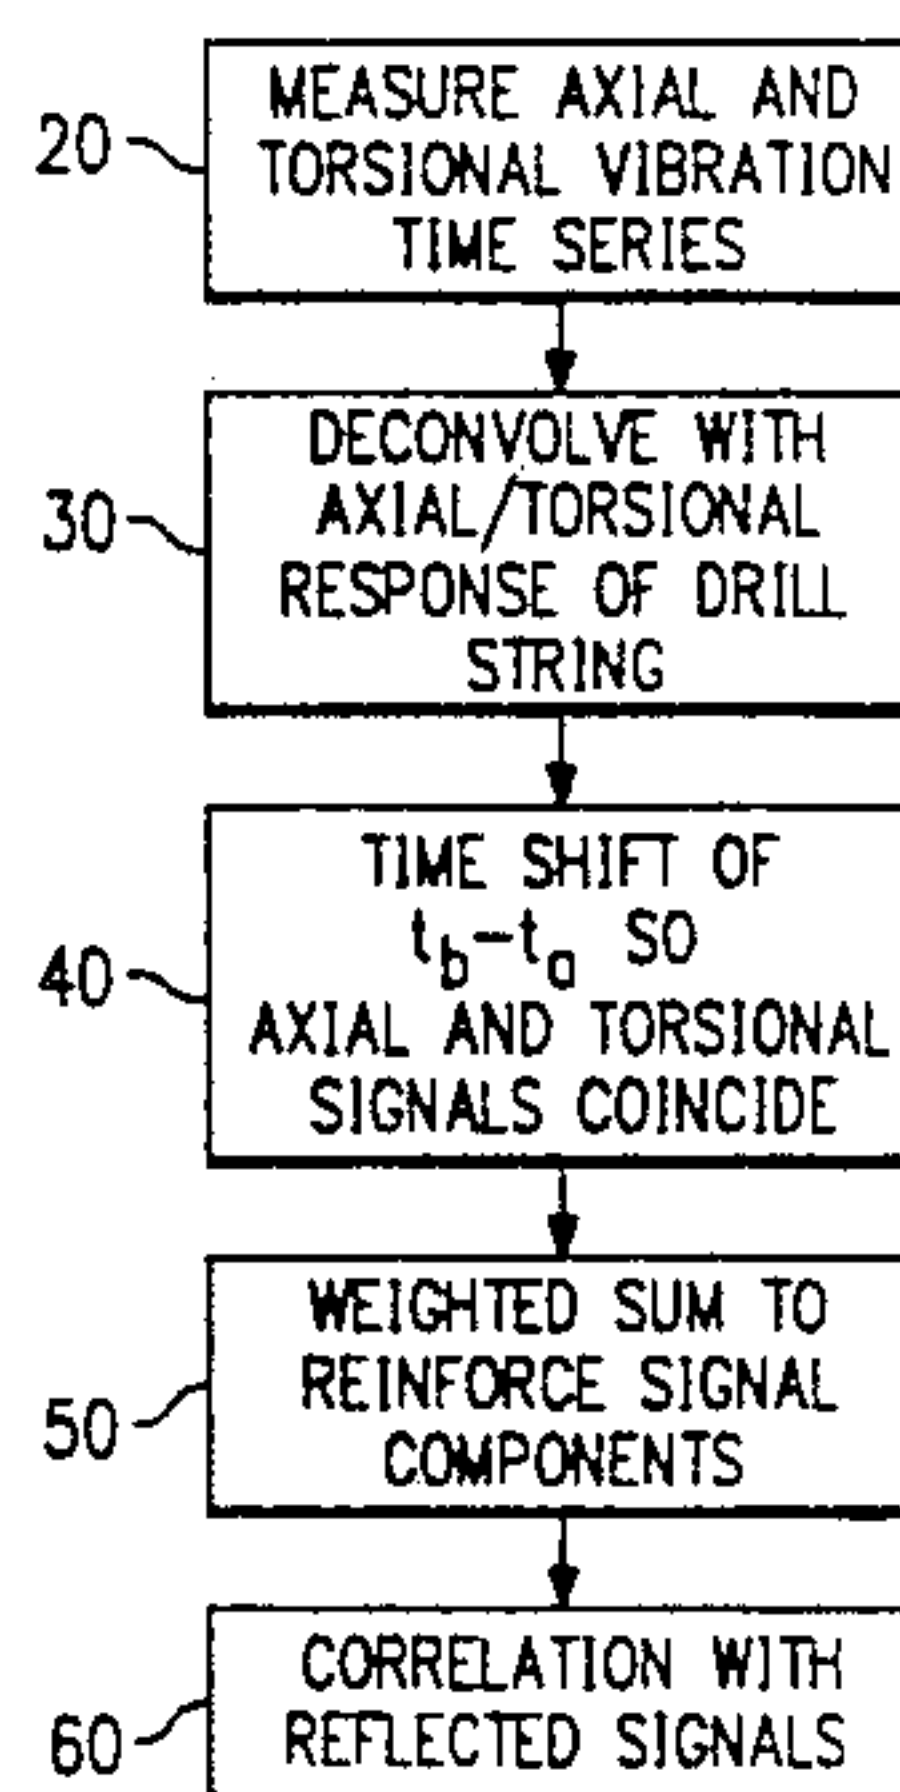 20
MEASURE AXIAL AND
TORSIONAL VIBRATION
TIME SERIES
30
DECONVOLVE WITH
AXIAL/TORSIONAL
RESPONSE OF DRILL
STRING
40
TIME SHIFT OF
t_b-t_a SO
AXIAL AND TORSIONAL
SIGNALS COINCIDE
50
WEIGHTED SUM TO
REINFORCE SIGNAL
COMPONENTS
60
CORRELATION WITH
REFLECTED SIGNALS